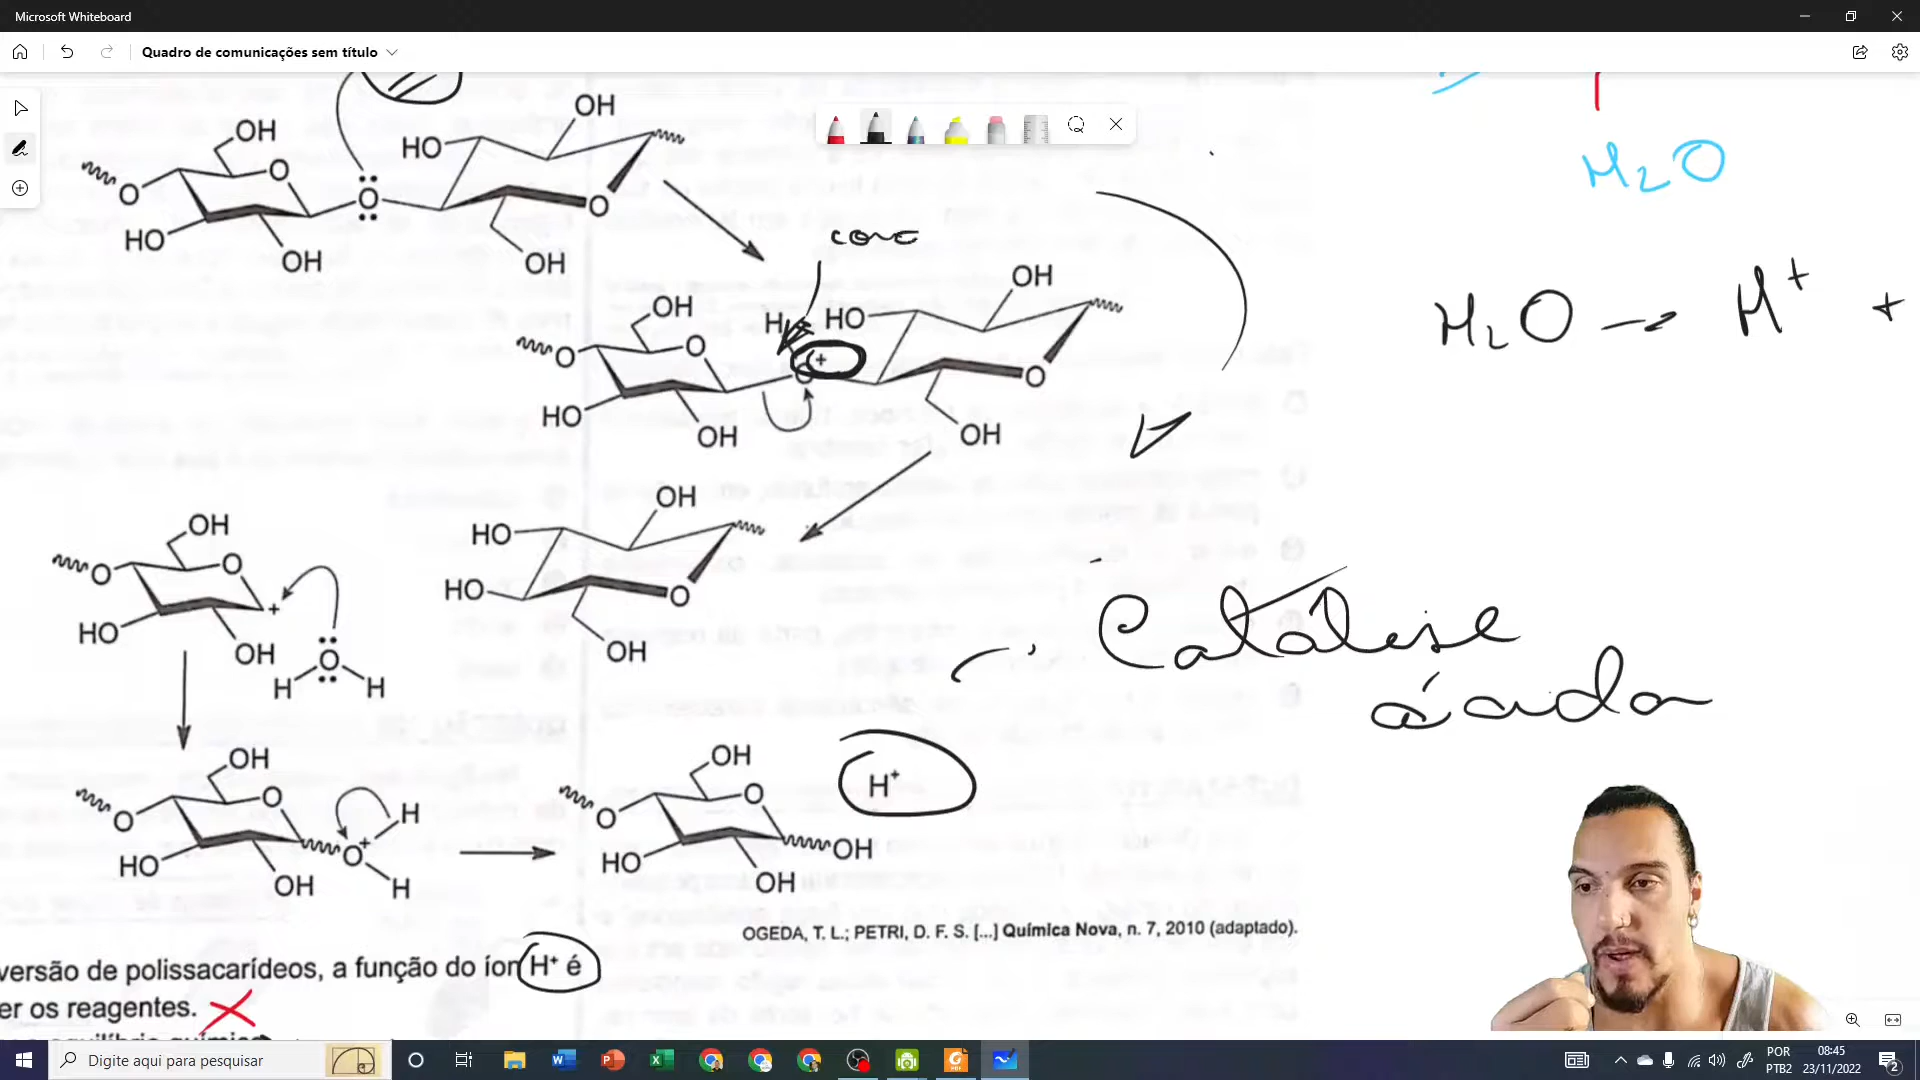 Microsoft Whiteboard
Quadro de comunicações sem título
OH
HO
OH
O
O
O
HO
OH
OH
H₂O
conc
OH
OH
H
HO
O
O
+
O
O
HO
OH
OH
H₂O → H⁺ +
OH
HO
HO
O
OH
OH
O
O
+
HO
OH
O
H
H
Catálise
ácida
OH
O
O
H
+
O
HO
OH
H
OH
H⁺
O
O
OH
HO
OH
OGEDA, T. L.; PETRI, D. F. S. [...] Química Nova, n. 7, 2010 (adaptado).
versão de polissacarídeos, a função do íon H⁺ é
er os reagentes.
Digite aqui para pesquisar
POR
PTB2
08:45
23/11/2022
2